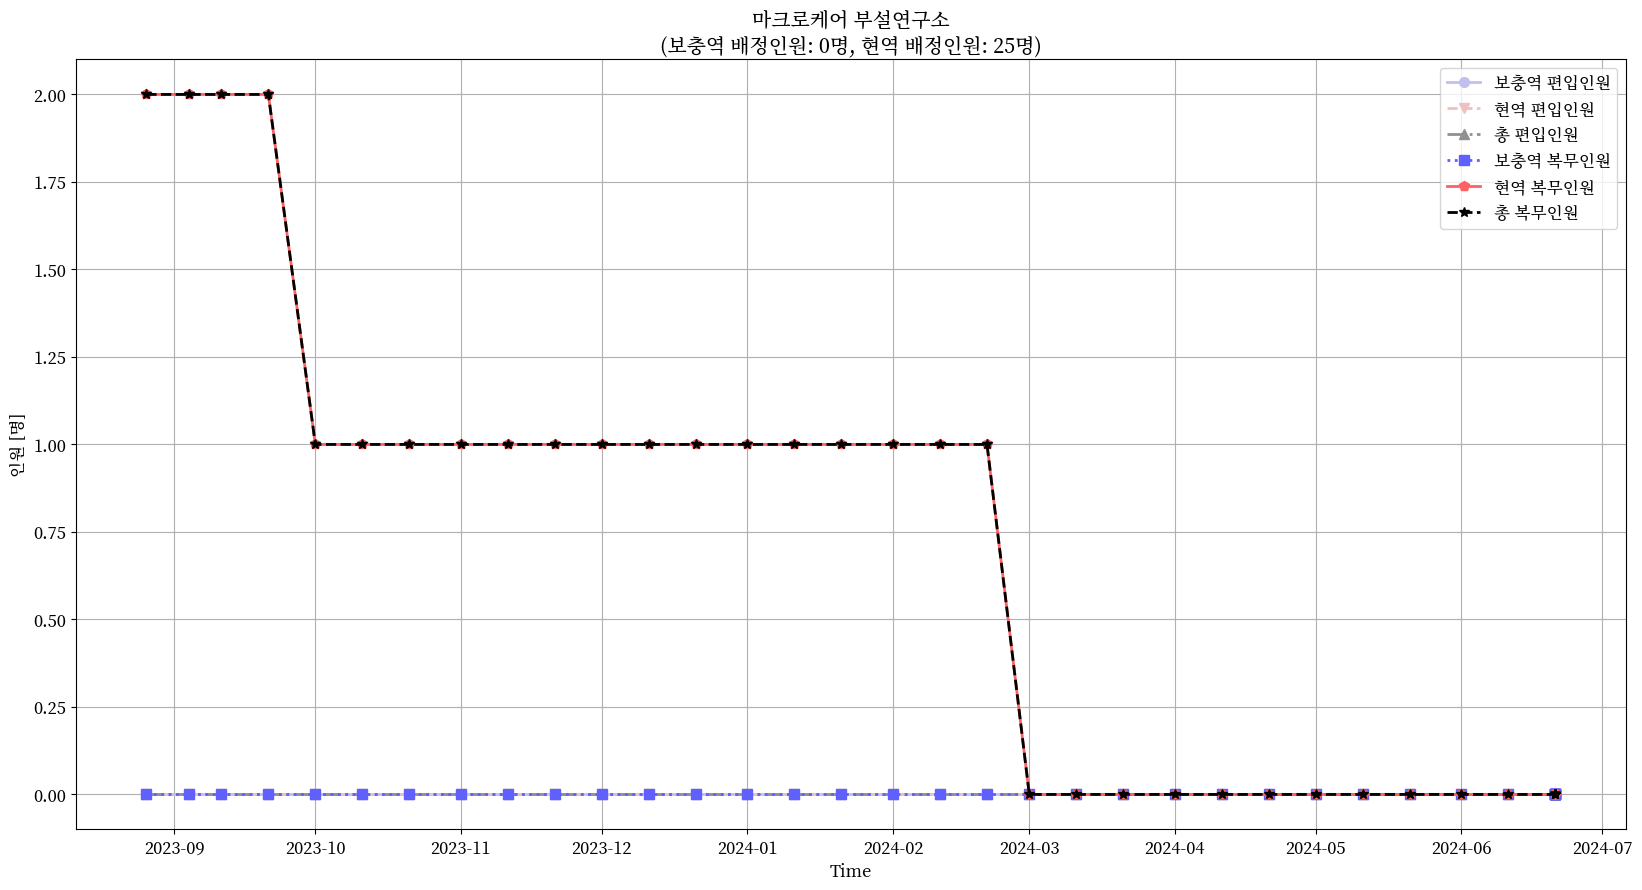 마크로케어 부설연구소
(보충역 배정인원: 0명, 현역 배정인원: 25명)
보충역 편입인원
현역 편입인원
총 편입인원
보충역 복무인원
현역 복무인원
총 복무인원
인원 [명]
2.00
1.75
1.50
1.25
1.00
0.75
0.50
0.25
0.00
2023-09
2023-10
2023-11
2023-12
2024-01
2024-02
2024-03
2024-04
2024-05
2024-06
2024-07
Time